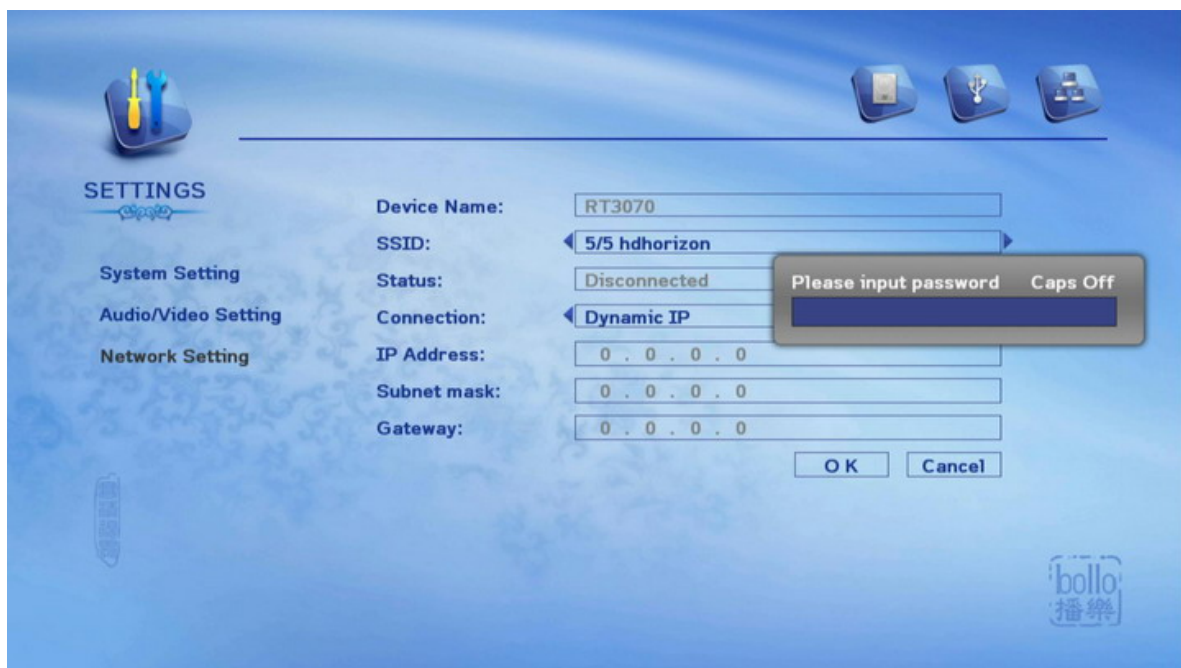 SETTINGS
System Setting
Audio/Video Setting
Network Setting
Device Name: RT3070
SSID: 5/5 hdhorizon
Status: Disconnected
Connection: Dynamic IP
IP Address: 0 . 0 . 0 . 0
Subnet mask: 0 . 0 . 0 . 0
Gateway: 0 . 0 . 0 . 0
Please input password Caps Off
OK Cancel
bollo
播樂